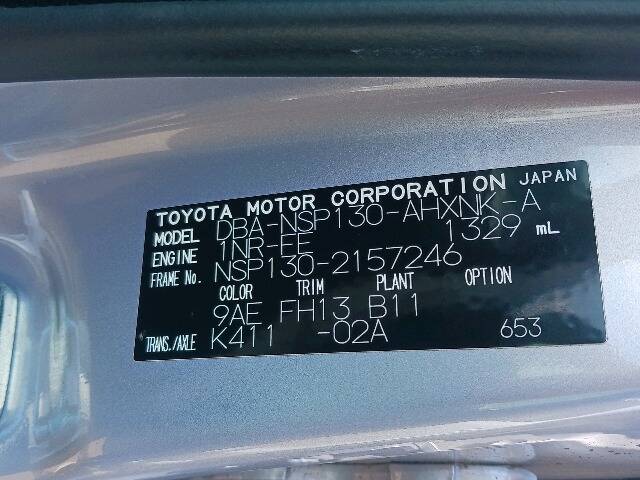 TOYOTA MOTOR CORPORATION JAPAN
MODEL DBA-NSP130-AHXNK-A
ENGINE 1NR-FE 1329 mL
FRAME No. NSP130-2157246
COLOR TRIM PLANT OPTION
9AE FH13 B11
TRANS./AXLE K411 -02A 653